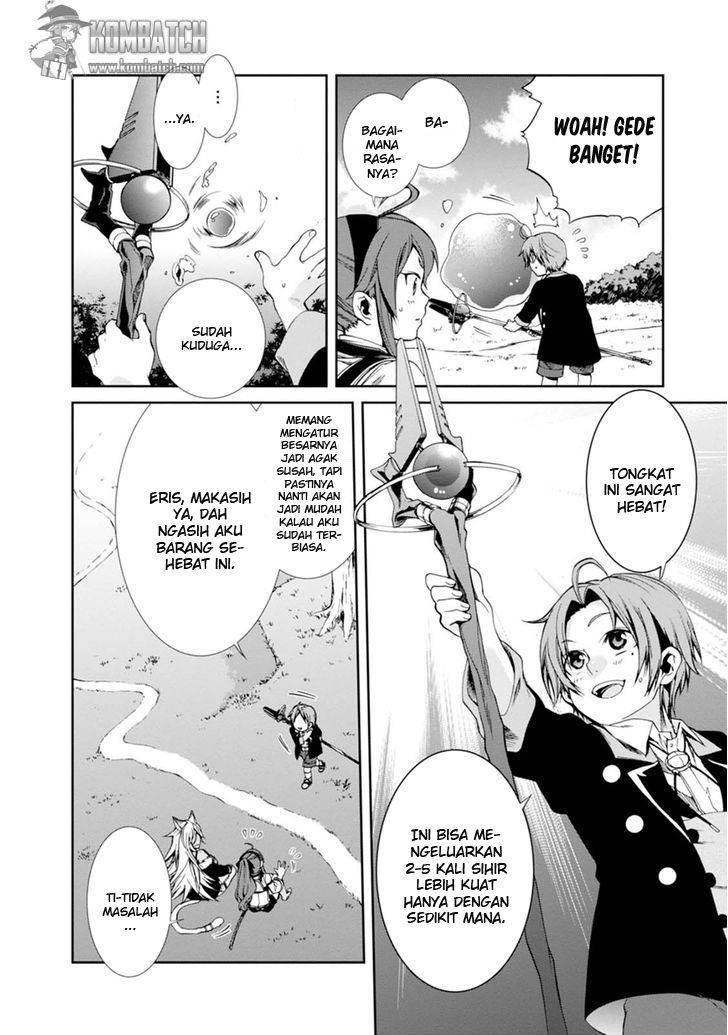 KOMBATCH
www.kombatch.com
WOAH! GEDE
BANGET!
BA-
BAGAI-
MANA
RASA-
NYA?
...
...YA.
SUDAH
KUDUGA...
TONGKAT
INI SANGAT
HEBAT!
INI BISA ME-
NGELUARKAN
2-5 KALI SIHIR
LEBIH KUAT
HANYA DENGAN
SEDIKIT MANA.
MEMANG
MENGATUR
BESARNYA
JADI AGAK
SUSAH, TAPI
PASTINYA
NANTI AKAN
JADI MUDAH
KALAU AKU
SUDAH TER-
BIASA.
ERIS, MAKASIH
YA, DAH
NGASIH AKU
BARANG SE-
HEBAT INI.
TI-TIDAK
MASALAH
...